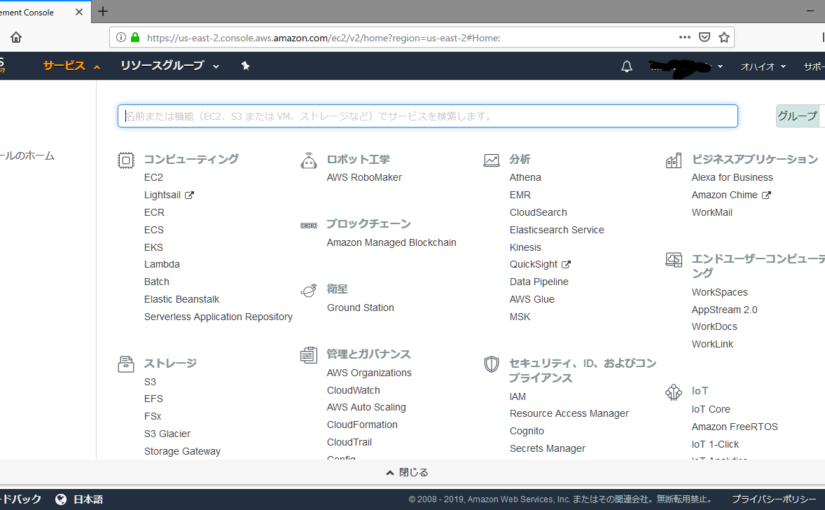 ement Console
https://us-east-2.console.aws.amazon.com/ec2/v2/home?region=us-east-2#Home:
サービス
リソースグループ
オハイオ
サポー
名前または機能（EC2、S3 または VM、ストレージなど）でサービスを検索します。
グループ
ールのホーム
コンピューティング
EC2
Lightsail
ECR
ECS
EKS
Lambda
Batch
Elastic Beanstalk
Serverless Application Repository
ストレージ
S3
EFS
FSx
S3 Glacier
Storage Gateway
ロボット工学
AWS RoboMaker
ブロックチェーン
Amazon Managed Blockchain
衛星
Ground Station
管理とガバナンス
AWS Organizations
CloudWatch
AWS Auto Scaling
CloudFormation
CloudTrail
Config
分析
Athena
EMR
CloudSearch
Elasticsearch Service
Kinesis
QuickSight
Data Pipeline
AWS Glue
MSK
セキュリティ、ID、およびコン
プライアンス
IAM
Resource Access Manager
Cognito
Secrets Manager
ビジネスアプリケーション
Alexa for Business
Amazon Chime
WorkMail
エンドユーザーコンピューテ
ング
WorkSpaces
AppStream 2.0
WorkDocs
WorkLink
IoT
IoT Core
Amazon FreeRTOS
IoT 1-Click
IoT Analytics
閉じる
ドバック
日本語
© 2008 - 2019, Amazon Web Services, Inc. またはその関連会社。無断転用禁止。
プライバシーポリシー